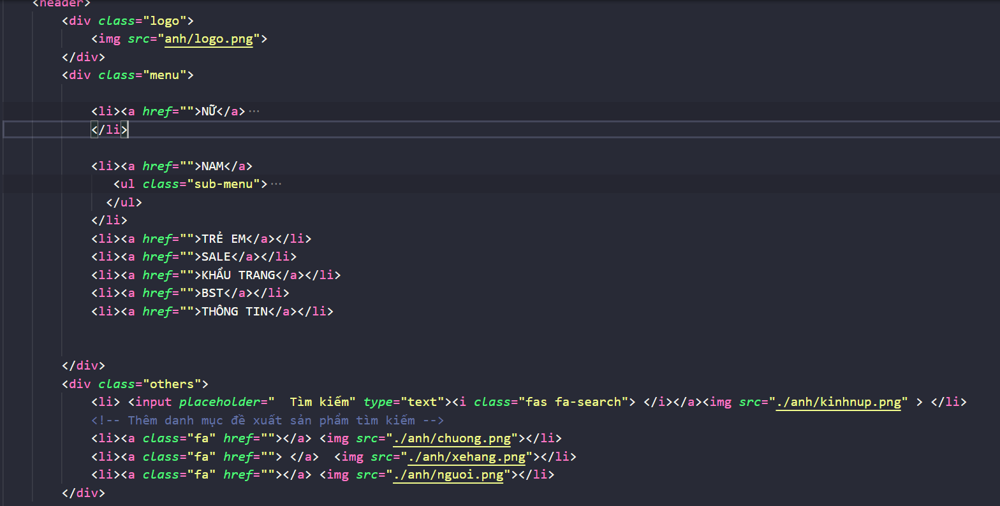 <header>
<div class="logo">
<img src="anh/logo.png">
</div>
<div class="menu">
<li><a href="">NỮ</a>···
</li>
<li><a href="">NAM</a>
<ul class="sub-menu">···
</ul>
</li>
<li><a href="">TRẺ EM</a></li>
<li><a href="">SALE</a></li>
<li><a href="">KHẨU TRANG</a></li>
<li><a href="">BST</a></li>
<li><a href="">THÔNG TIN</a></li>
</div>
<div class="others">
<li> <input placeholder="  Tìm kiếm" type="text"><i class="fas fa-search"> </i></a><img src="./anh/kinhnup.png" > </li>
<!-- Thêm danh mục đề xuất sản phẩm tìm kiếm -->
<li><a class="fa" href=""></a> <img src="./anh/chuong.png"></li>
<li><a class="fa" href=""> </a>  <img src="./anh/xehang.png"></li>
<li><a class="fa" href=""></a> <img src="./anh/nguoi.png"></li>
</div>